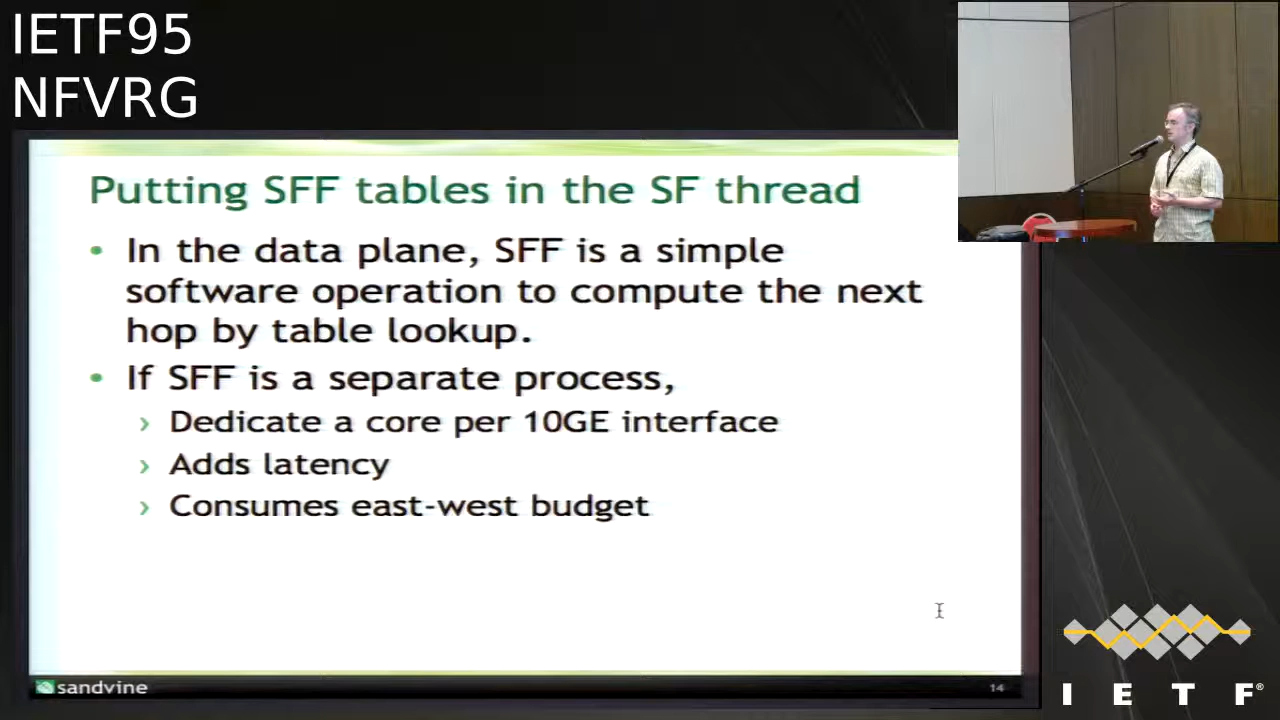 IETF95
NFVRG
Putting SFF tables in the SF thread
• In the data plane, SFF is a simple
software operation to compute the next
hop by table lookup.
• If SFF is a separate process,
› Dedicate a core per 10GE interface
› Adds latency
› Consumes east-west budget
sandvine
14
I E T F®